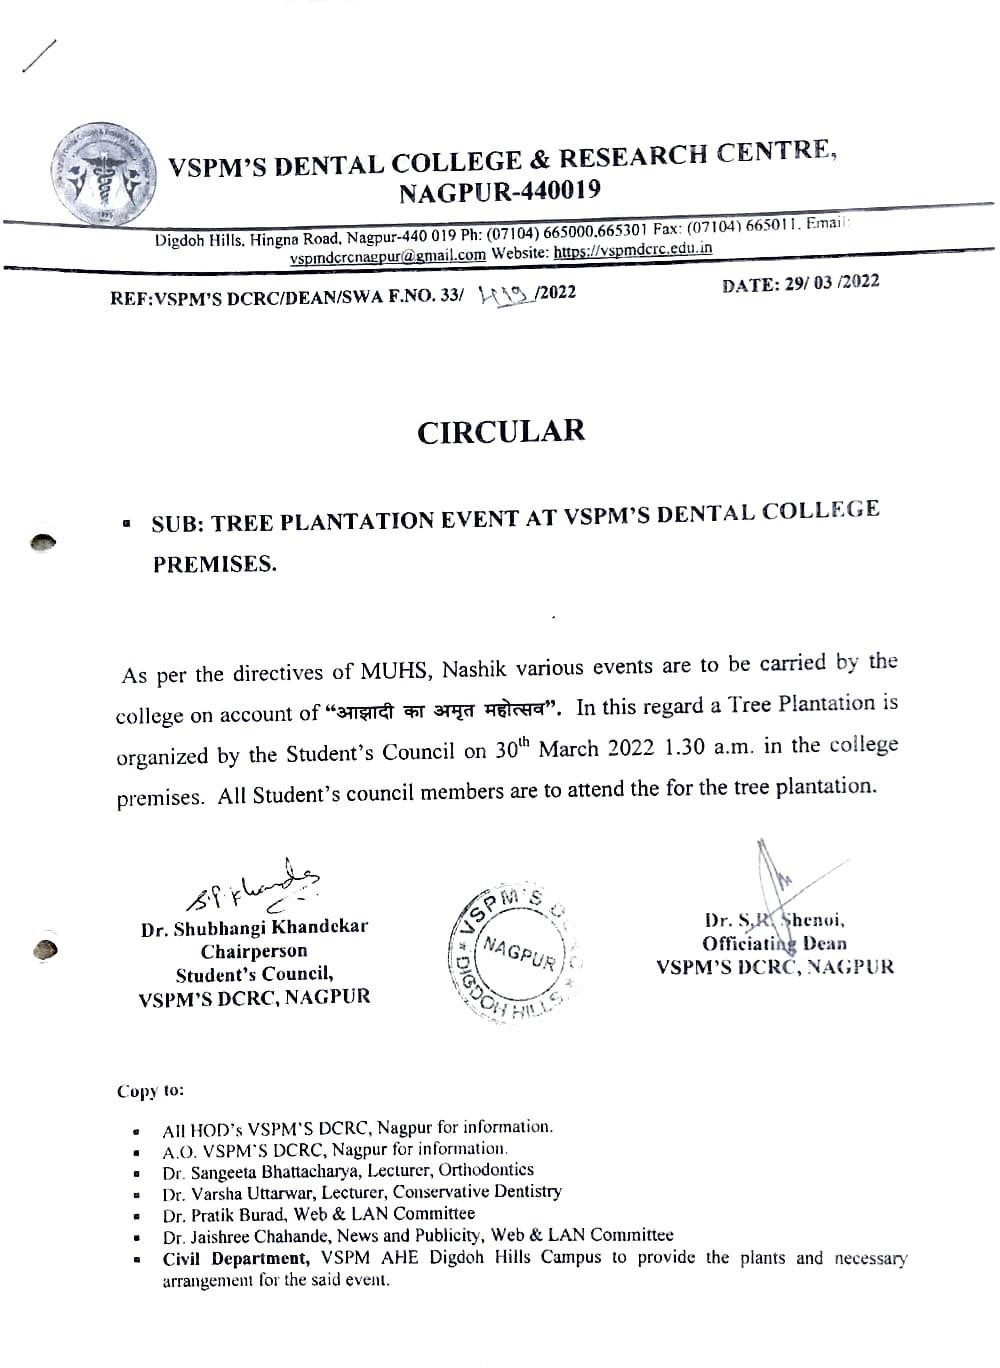 VSPM'S DENTAL COLLEGE & RESEARCH CENTRE,
NAGPUR-440019
Digdoh Hills, Hingna Road, Nagpur-440 019 Ph: (07104) 665000,665301 Fax: (07104) 665011. Email:
vspmdcrcnagpur@gmail.com Website: https://vspmdcrc.edu.in
REF:VSPM'S DCRC/DEAN/SWA F.NO. 33/ /2022
DATE: 29/ 03 /2022
CIRCULAR
▪ SUB: TREE PLANTATION EVENT AT VSPM'S DENTAL COLLEGE
PREMISES.
As per the directives of MUHS, Nashik various events are to be carried by the
college on account of “आझादी का अमृत महोत्सव”. In this regard a Tree Plantation is
organized by the Student's Council on 30th March 2022 1.30 a.m. in the college
premises. All Student's council members are to attend the for the tree plantation.
S.P. Khande
Dr. Shubhangi Khandekar
Chairperson
Student's Council,
VSPM'S DCRC, NAGPUR
VSPM'S D
NAGPUR
* DIGDOH HILLS *
Dr. S.R. Shenoi,
Officiating Dean
VSPM'S DCRC, NAGPUR
Copy to:
▪ All HOD's VSPM'S DCRC, Nagpur for information.
▪ A.O. VSPM'S DCRC, Nagpur for information.
▪ Dr. Sangeeta Bhattacharya, Lecturer, Orthodontics
▪ Dr. Varsha Uttarwar, Lecturer, Conservative Dentistry
▪ Dr. Pratik Burad, Web & LAN Committee
▪ Dr. Jaishree Chahande, News and Publicity, Web & LAN Committee
▪ Civil Department, VSPM AHE Digdoh Hills Campus to provide the plants and necessary
arrangement for the said event.